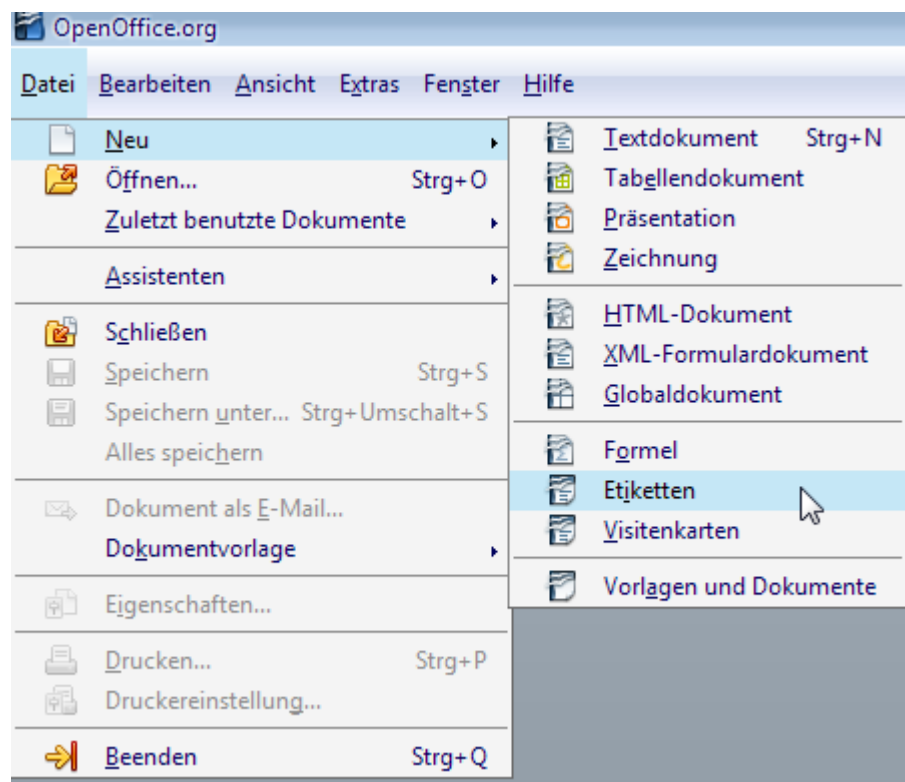 OpenOffice.org
Datei Bearbeiten Ansicht Extras Fenster Hilfe
Neu
Öffnen... Strg+O
Zuletzt benutzte Dokumente
Assistenten
Schließen
Speichern Strg+S
Speichern unter... Strg+Umschalt+S
Alles speichern
Dokument als E-Mail...
Dokumentvorlage
Eigenschaften...
Drucken... Strg+P
Druckereinstellung...
Beenden Strg+Q
Textdokument Strg+N
Tabellendokument
Präsentation
Zeichnung
HTML-Dokument
XML-Formulardokument
Globaldokument
Formel
Etiketten
Visitenkarten
Vorlagen und Dokumente